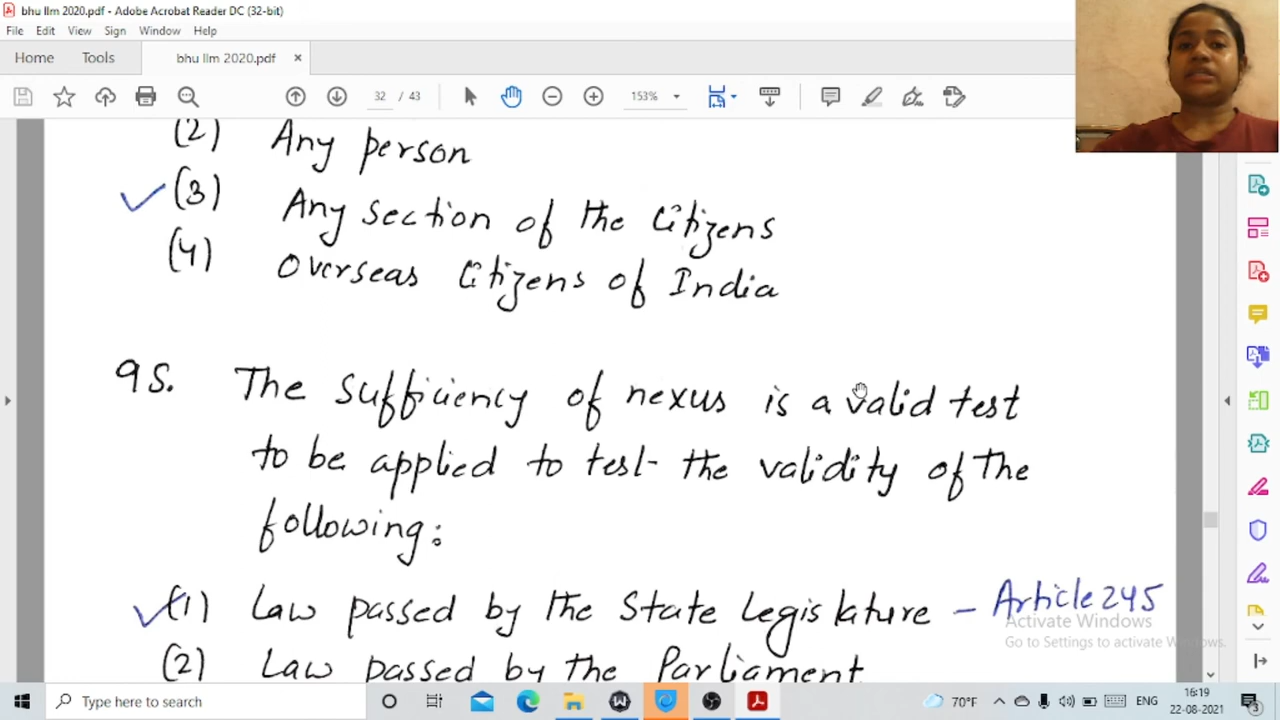 bhu llm 2020.pdf - Adobe Acrobat Reader DC (32-bit)
File Edit View Sign Window Help
Home Tools bhu llm 2020.pdf ×
32 / 43 153%
(2) Any person
(3) Any section of the Citizens
(4) Overseas Citizens of India
95. The sufficiency of nexus is a valid test
to be applied to test the validity of the
following:
(1) Law passed by the State Legislature - Article 245
Activate Windows
Go to Settings to activate Windows.
(2) Law passed by the Parliament
Type here to search
70°F ENG 16:19
22-08-2021
3